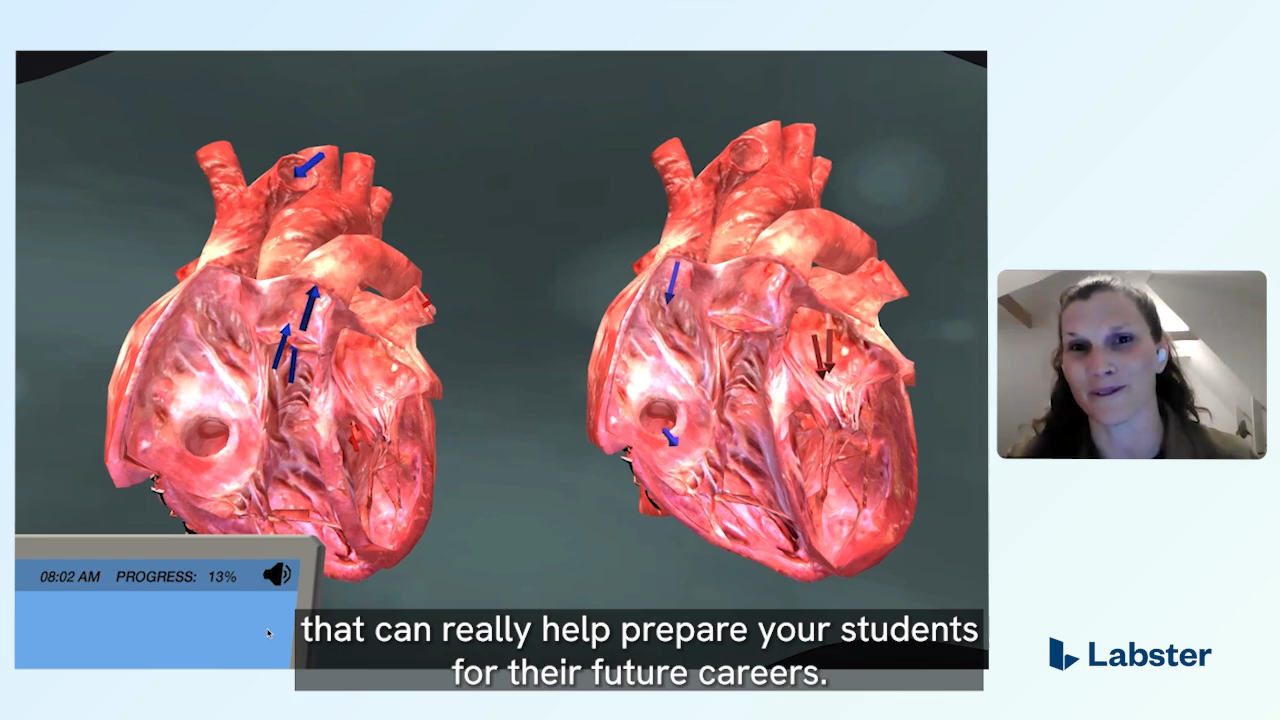 08:02 AM PROGRESS: 13%
that can really help prepare your students
for their future careers.
Labster